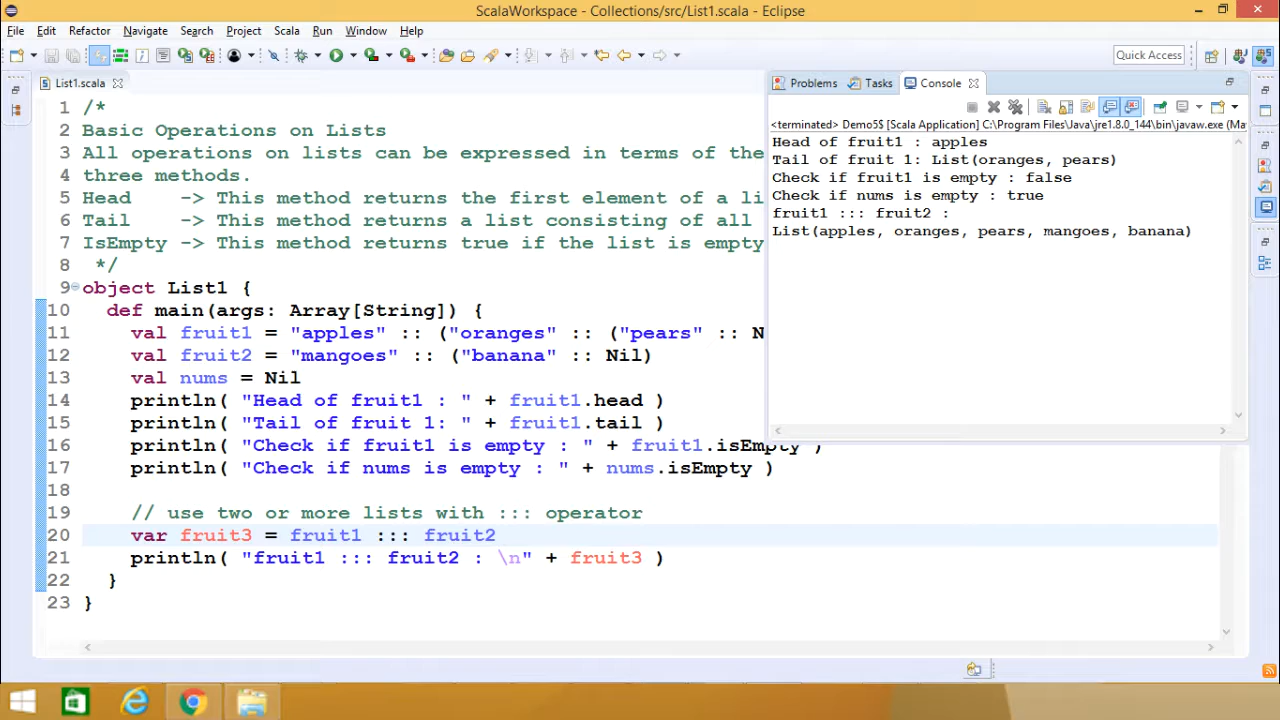 ScalaWorkspace - Collections/src/List1.scala - Eclipse
File Edit Refactory Navigate Search Project Scala Run Window Help
Quick Access
List1.scala
Problems Tasks Console
<terminated> Demo5$ [Scala Application] C:\Program Files\Java\jre1.8.0_144\bin\javaw.exe (Ma
Head of fruit1 : apples
Tail of fruit 1: List(oranges, pears)
Check if fruit1 is empty : false
Check if nums is empty : true
fruit1 ::: fruit2 :
List(apples, oranges, pears, mangoes, banana)
1 /*
2 Basic Operations on Lists
3 All operations on lists can be expressed in terms of the
4 three methods.
5 Head    -> This method returns the first element of a li
6 Tail    -> This method returns a list consisting of all
7 IsEmpty -> This method returns true if the list is empty
8  */
9 object List1 {
10   def main(args: Array[String]) {
11     val fruit1 = "apples" :: ("oranges" :: ("pears" :: N
12     val fruit2 = "mangoes" :: ("banana" :: Nil)
13     val nums = Nil
14     println( "Head of fruit1 : " + fruit1.head )
15     println( "Tail of fruit 1: " + fruit1.tail )
16     println( "Check if fruit1 is empty : " + fruit1.isEmpty )
17     println( "Check if nums is empty : " + nums.isEmpty )
18
19     // use two or more lists with ::: operator
20     var fruit3 = fruit1 ::: fruit2
21     println( "fruit1 ::: fruit2 : \n" + fruit3 )
22   }
23 }